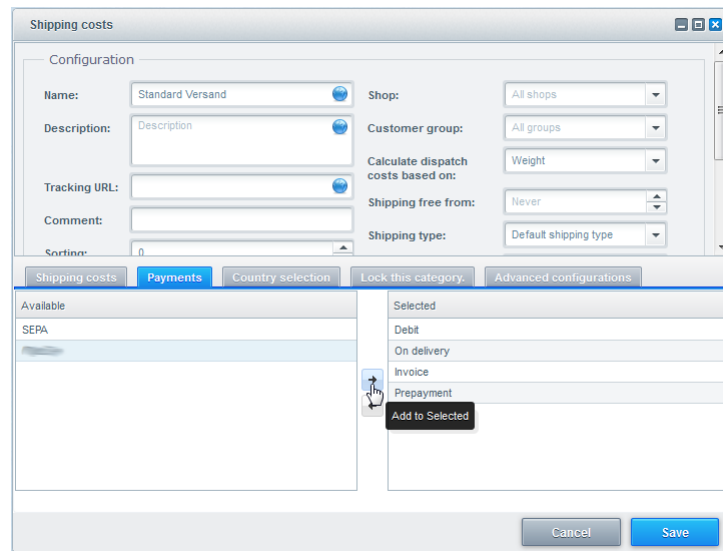 Shipping costs
Configuration
Name: Standard Versand
Shop: All shops
Description: Description
Customer group: All groups
Calculate dispatch costs based on: Weight
Tracking URL:
Shipping free from: Never
Comment:
Shipping type: Default shipping type
Sorting: 0
Shipping costs Payments Country selection Lock this category. Advanced configurations
Available Selected
SEPA Debit
On delivery
Invoice
Prepayment
Add to Selected
Cancel Save